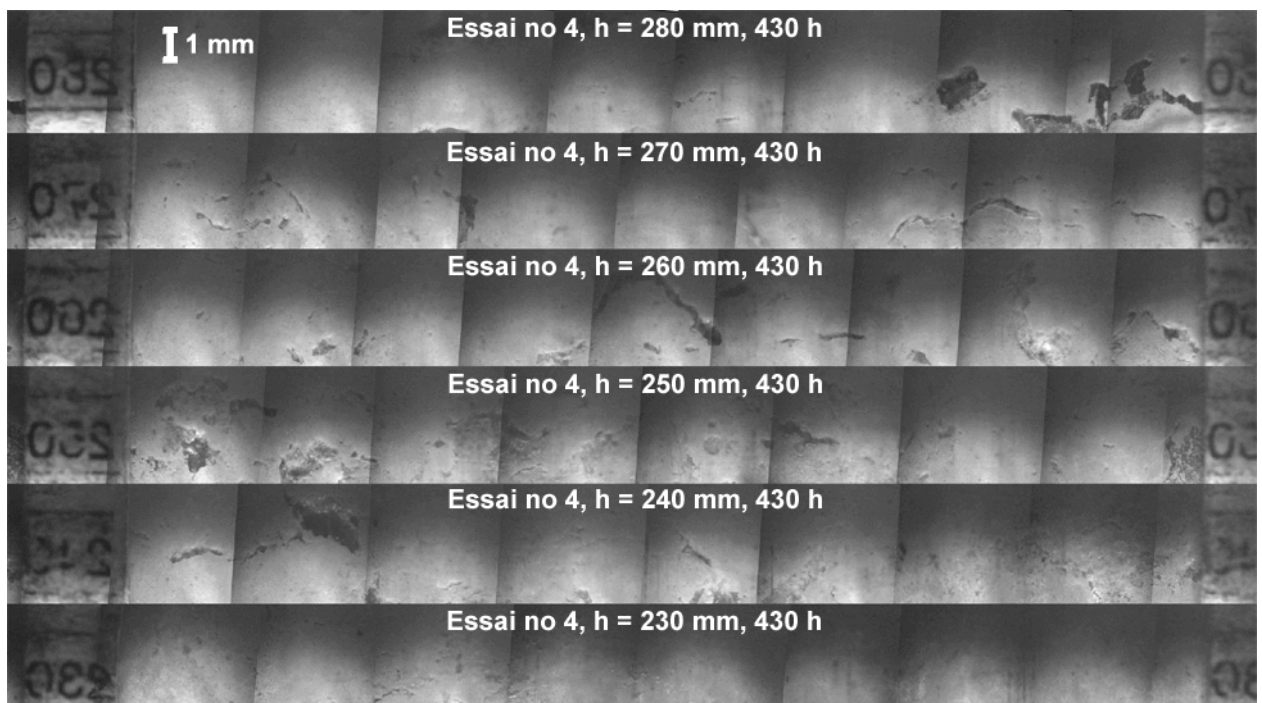 Essai no 4, h = 280 mm, 430 h
1 mm
Essai no 4, h = 270 mm, 430 h
Essai no 4, h = 260 mm, 430 h
Essai no 4, h = 250 mm, 430 h
Essai no 4, h = 240 mm, 430 h
Essai no 4, h = 230 mm, 430 h